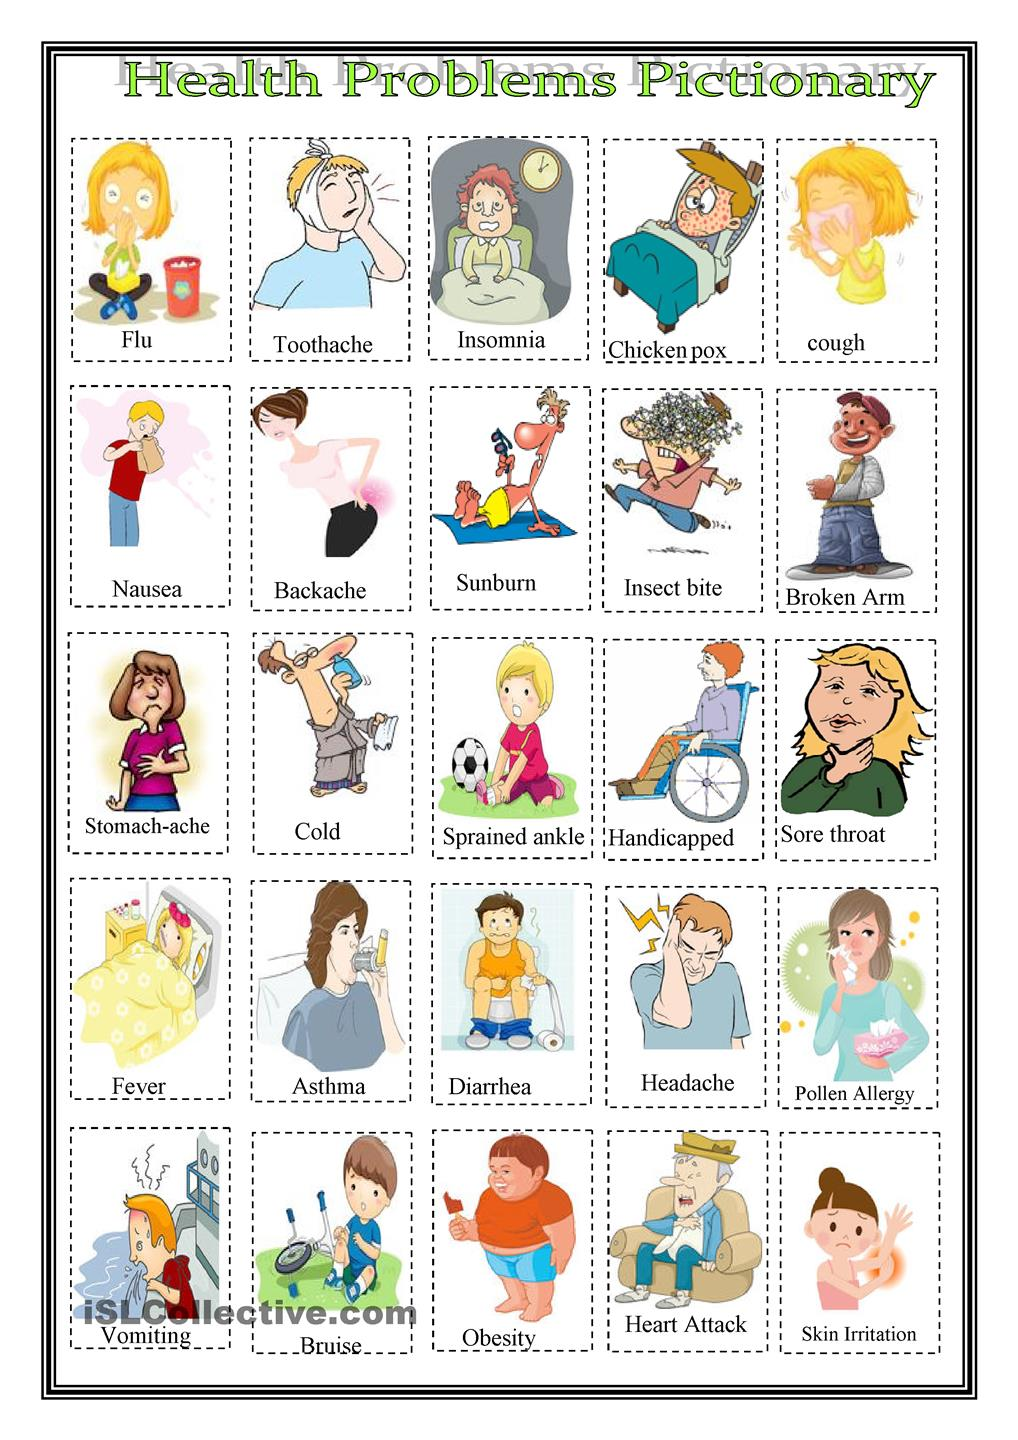 Health Problems Pictionary
Flu
Toothache
Insomnia
Chicken pox
cough
Nausea
Backache
Sunburn
Insect bite
Broken Arm
Stomach-ache
Cold
Sprained ankle
Handicapped
Sore throat
Fever
Asthma
Diarrhea
Headache
Pollen Allergy
iSLCollective.com
Vomiting
Bruise
Obesity
Heart Attack
Skin Irritation